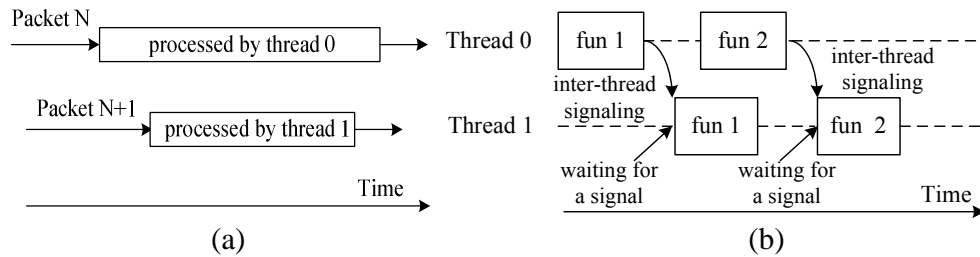 Packet N
processed by thread 0
Packet N+1
processed by thread 1
Time
(a)
Thread 0
fun 1
fun 2
inter-thread
signaling
inter-thread
signaling
Thread 1
fun 1
fun 2
waiting for
a signal
waiting for
a signal
Time
(b)